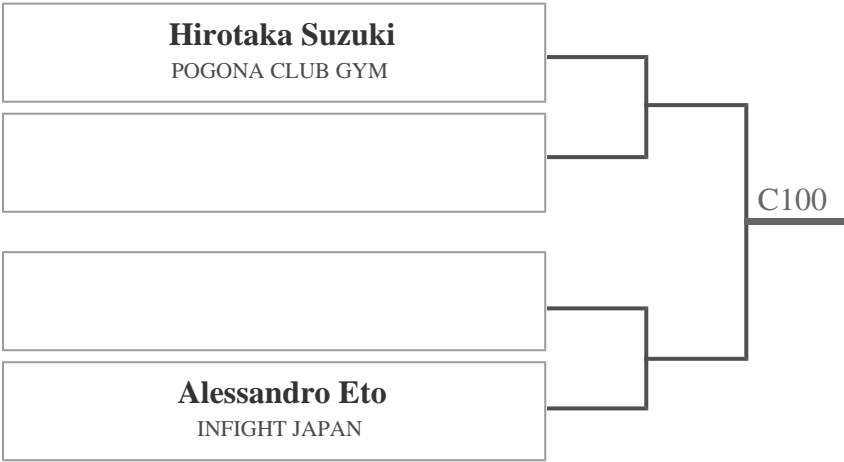 Hirotaka Suzuki
POGONA CLUB GYM
C100
Alessandro Eto
INFIGHT JAPAN